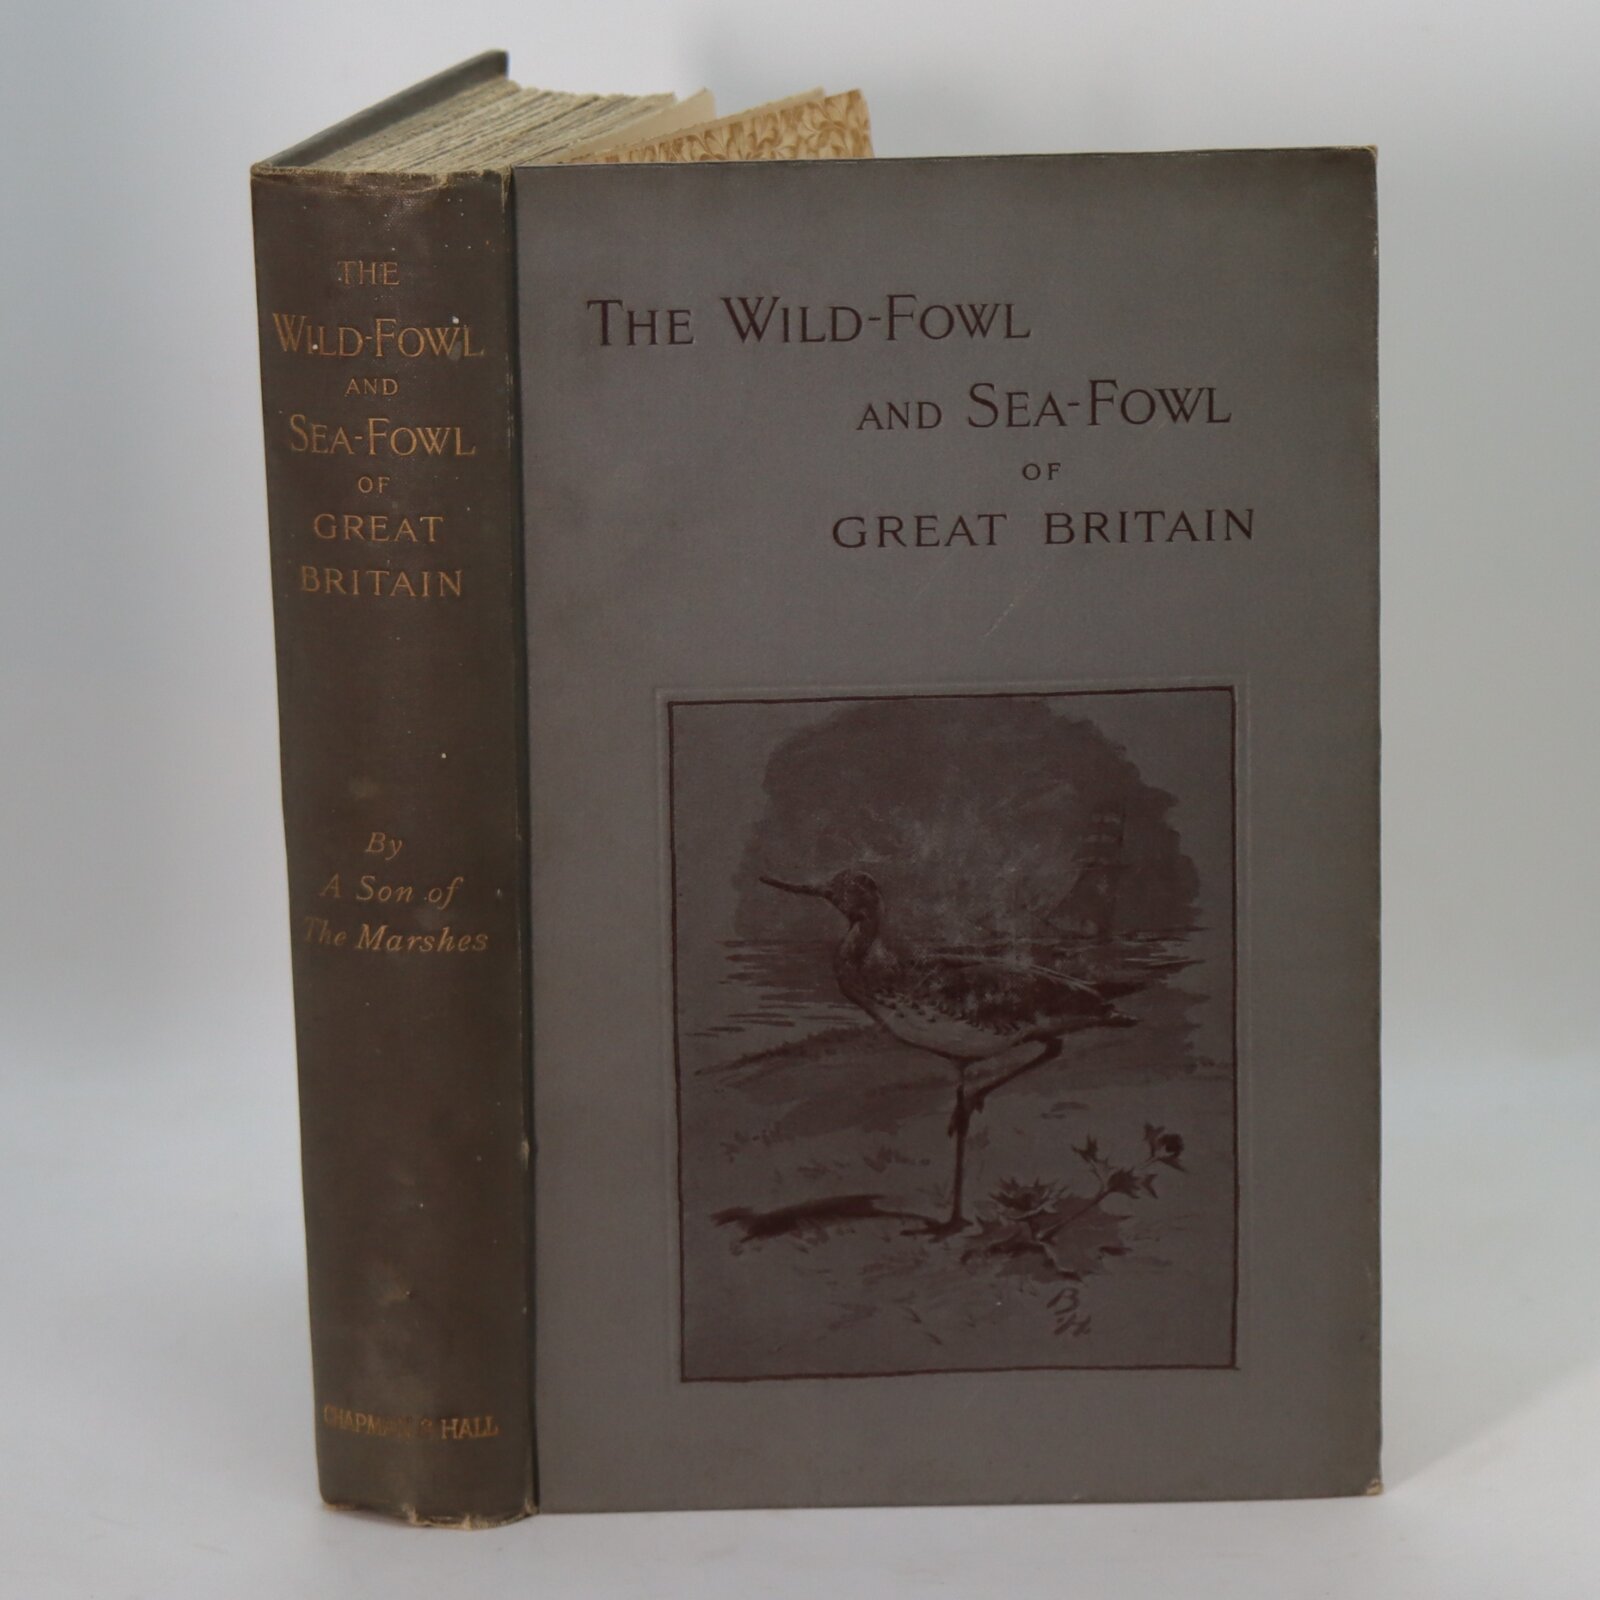 THE
WILD-FOWL
AND
SEA-FOWL
OF
GREAT
BRITAIN
By
A Son of
The Marshes
CHAPMAN & HALL
THE WILD-FOWL
AND SEA-FOWL
OF
GREAT BRITAIN
B
H.